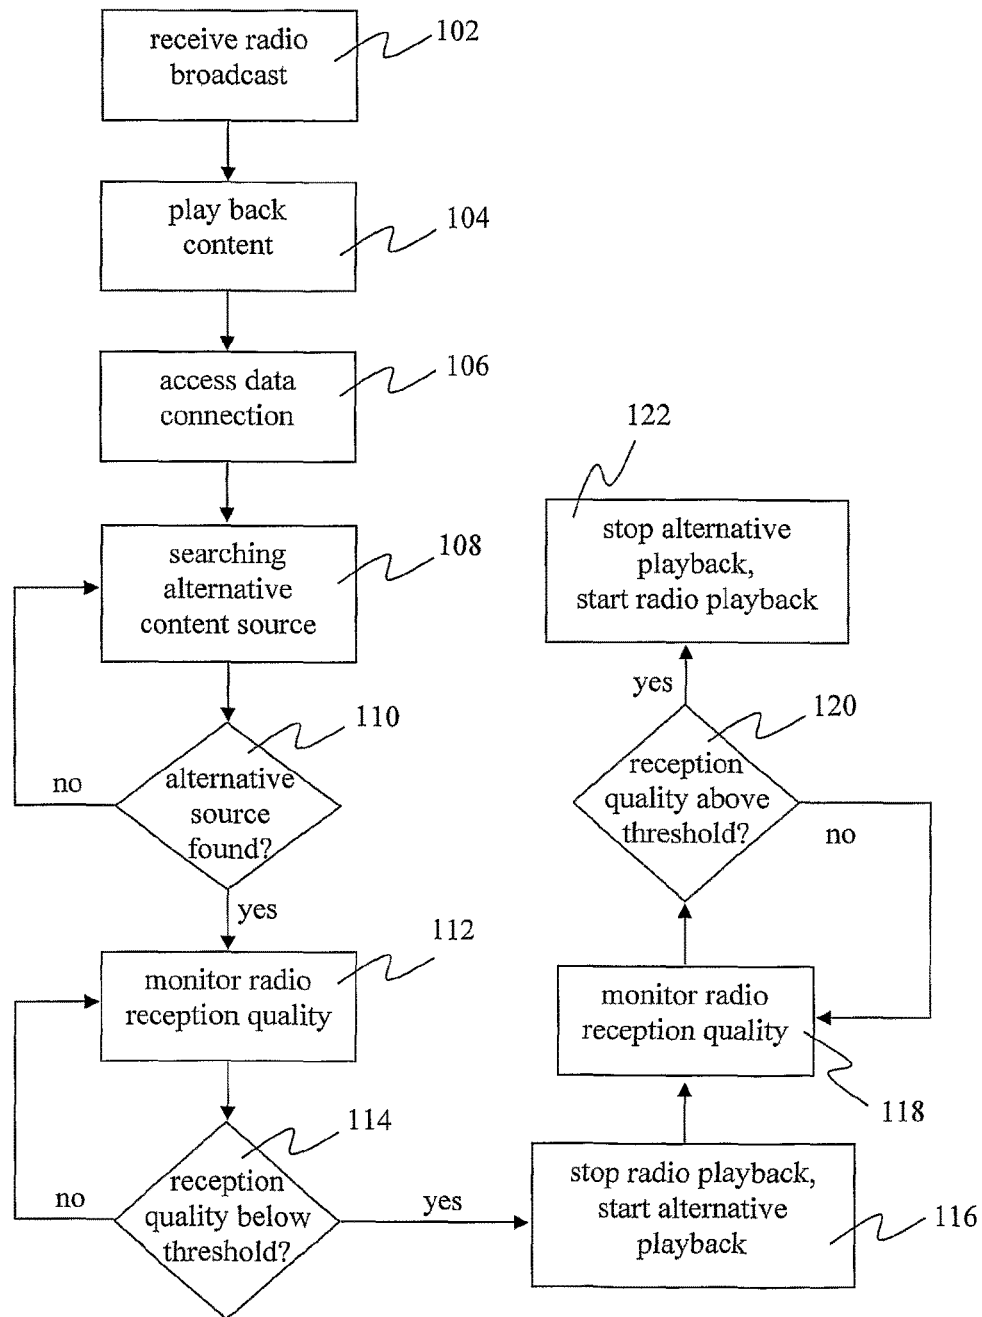 receive radio
broadcast
102
play back
content
104
access data
connection
106
searching
alternative
content source
108
alternative
source
found?
110
no
yes
monitor radio
reception quality
112
reception
quality below
threshold?
114
no
yes
stop radio playback,
start alternative
playback
116
monitor radio
reception quality
118
reception
quality above
threshold?
120
no
yes
stop alternative
playback,
start radio playback
122